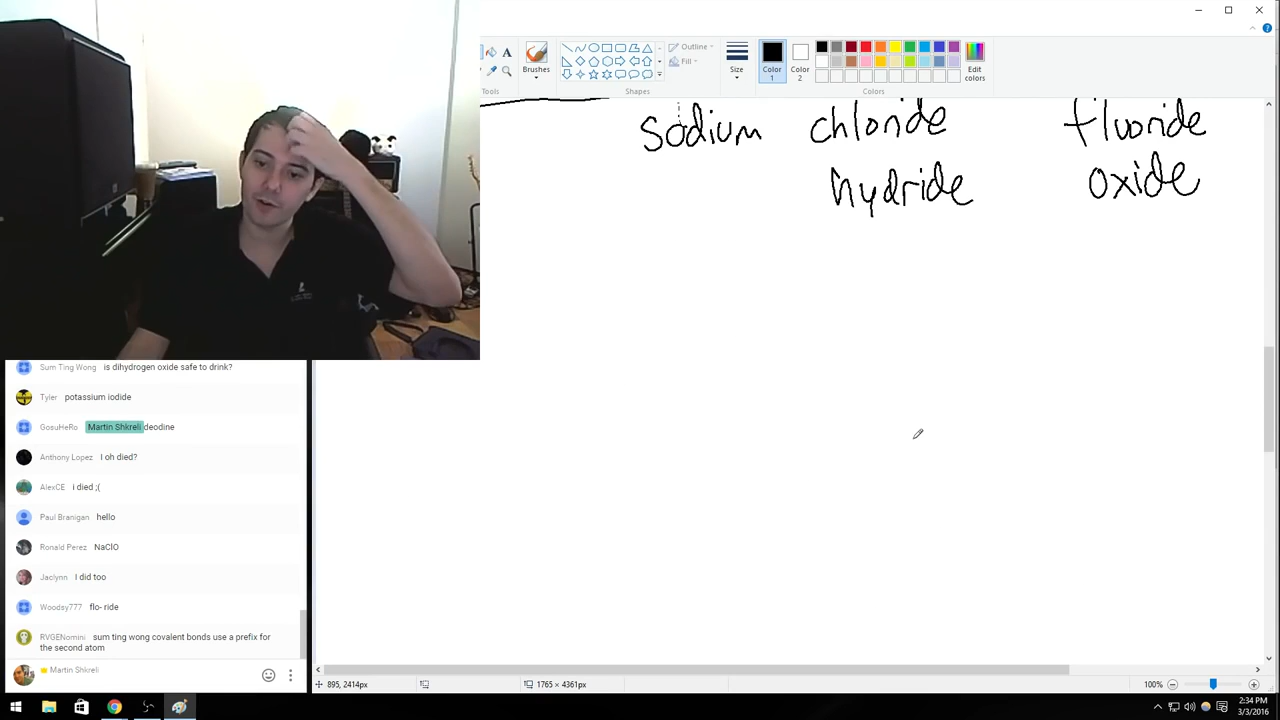 Tools
A
Brushes
Shapes
Outline
Fill
Size
Color 1
Color 2
Edit colors
Colors
sodium chloride fluoride
hydride oxide
Sum Ting Wong is dihydrogen oxide safe to drink?
Tyler potassium iodide
GosuHeRo Martin Shkreli deodine
Anthony Lopez I oh died?
AlexCE i died ;(
Paul Branigan hello
Ronald Perez NaClO
Jaclynn I did too
Woodsy777 flo- ride
RVGENomini sum ting wong covalent bonds use a prefix for
the second atom
Martin Shkreli
895, 2414px
1765 × 4361px
100%
2:34 PM
3/3/2016